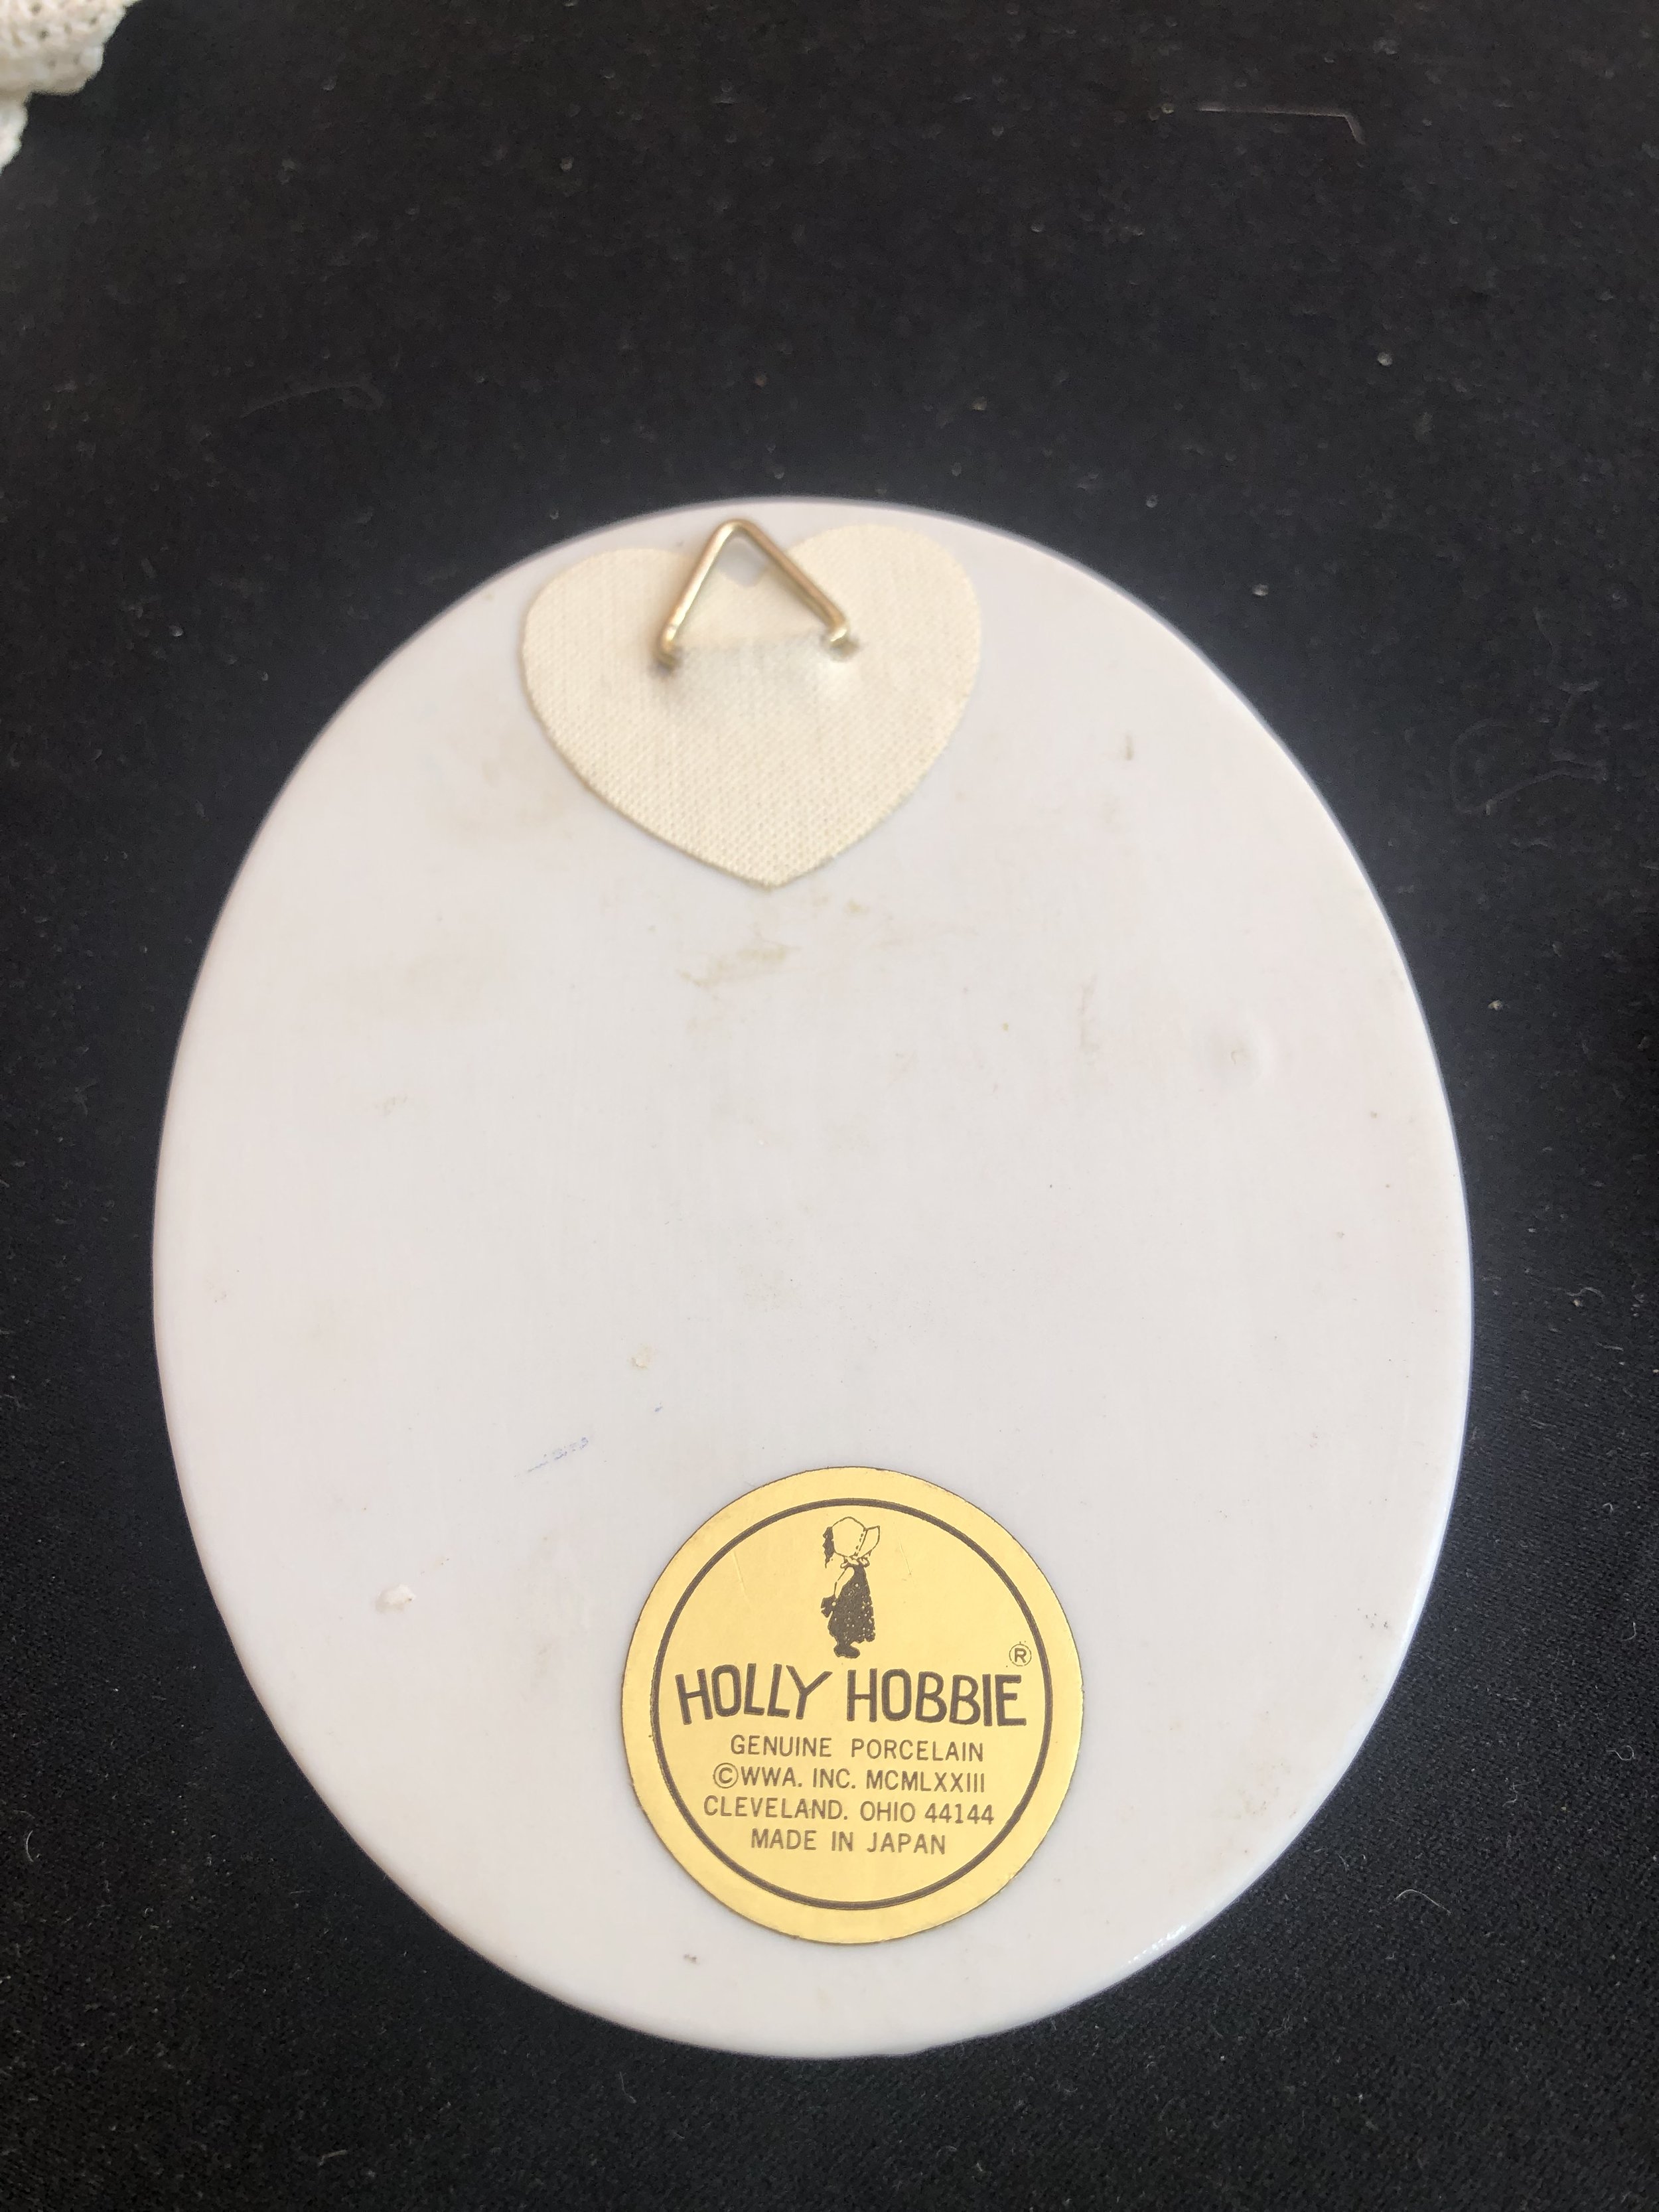 ®
HOLLY HOBBIE
GENUINE PORCELAIN
©WWA. INC. MCMLXXIII
CLEVELAND. OHIO 44144
MADE IN JAPAN